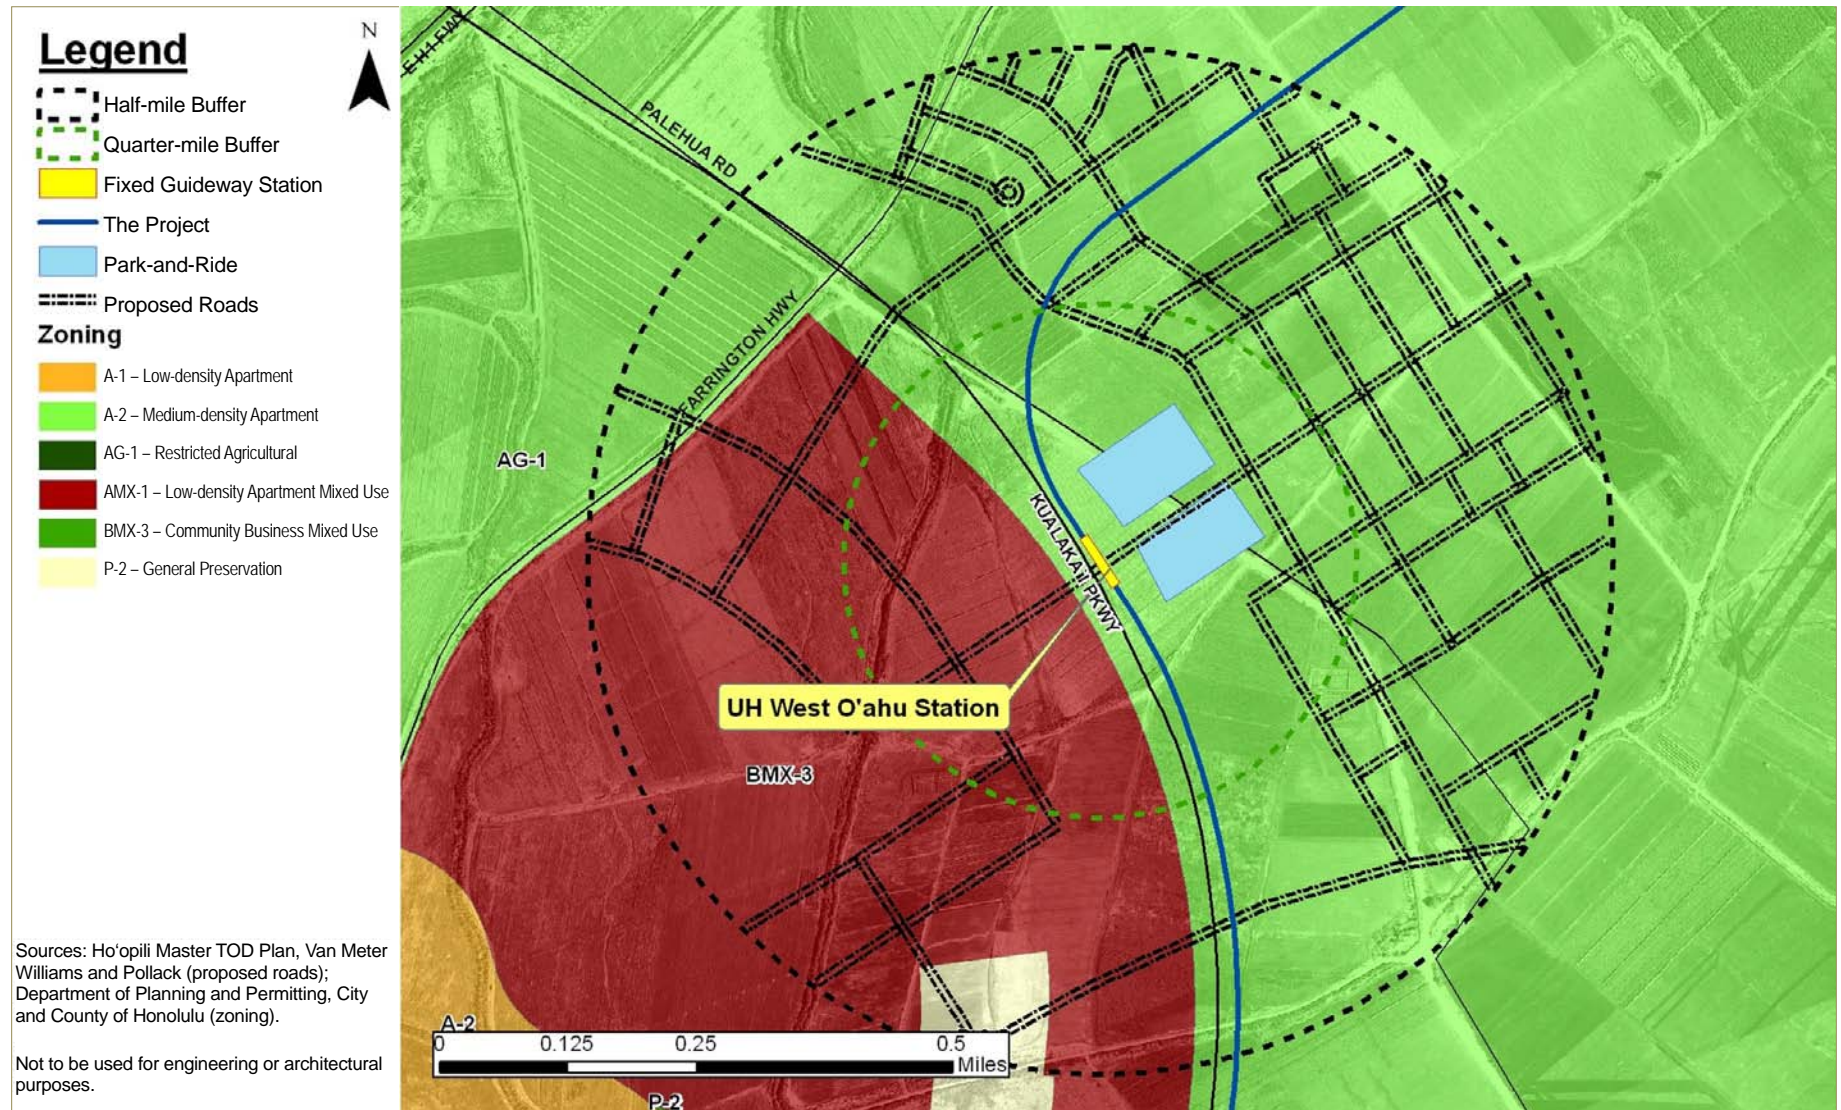 Legend
N
Half-mile Buffer
Quarter-mile Buffer
Fixed Guideway Station
The Project
Park-and-Ride
Proposed Roads
Zoning
A-1 – Low-density Apartment
A-2 – Medium-density Apartment
AG-1 – Restricted Agricultural
AMX-1 – Low-density Apartment Mixed Use
BMX-3 – Community Business Mixed Use
P-2 – General Preservation
Sources: Ho‘opili Master TOD Plan, Van Meter
Williams and Pollack (proposed roads);
Department of Planning and Permitting, City
and County of Honolulu (zoning).
Not to be used for engineering or architectural
purposes.
E H1 FWY
PALEHUA RD
FARRINGTON HWY
AG-1
KUALAKA'I PKWY
UH West O'ahu Station
BMX-3
A-2
0 0.125 0.25 0.5
Miles
P-2